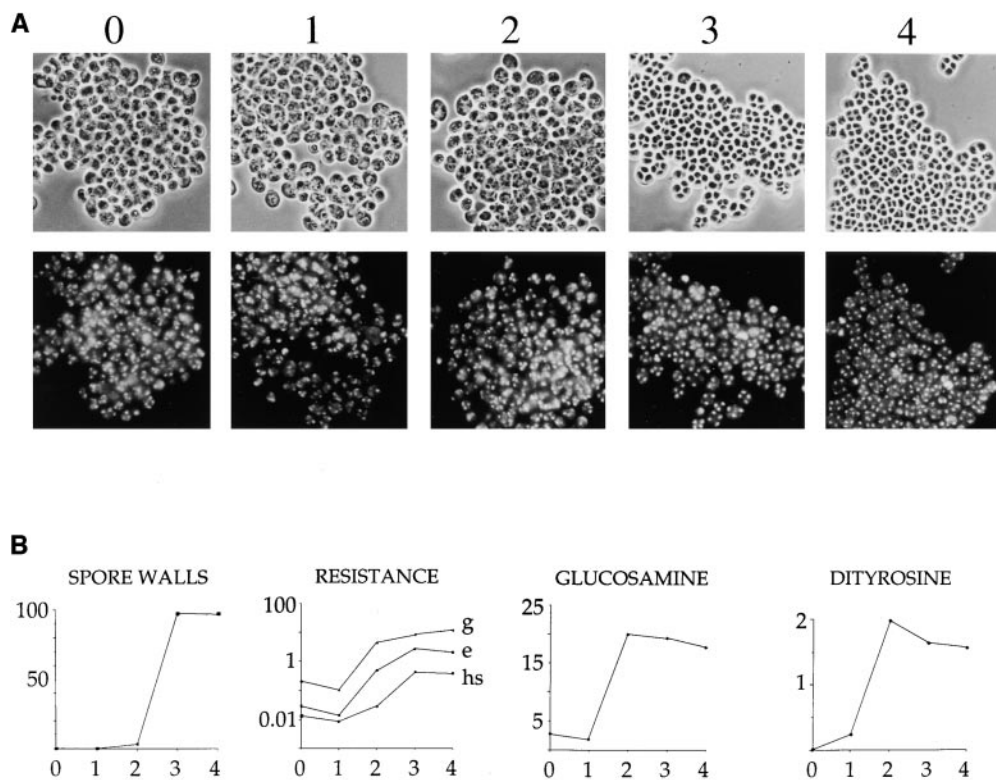 A
0 1 2 3 4
B
SPORE WALLS
100
50
0 1 2 3 4
RESISTANCE
100
1
0.01
g
e
hs
0 1 2 3 4
GLUCOSAMINE
25
15
5
0 1 2 3 4
DITYROSINE
2
1
0 1 2 3 4